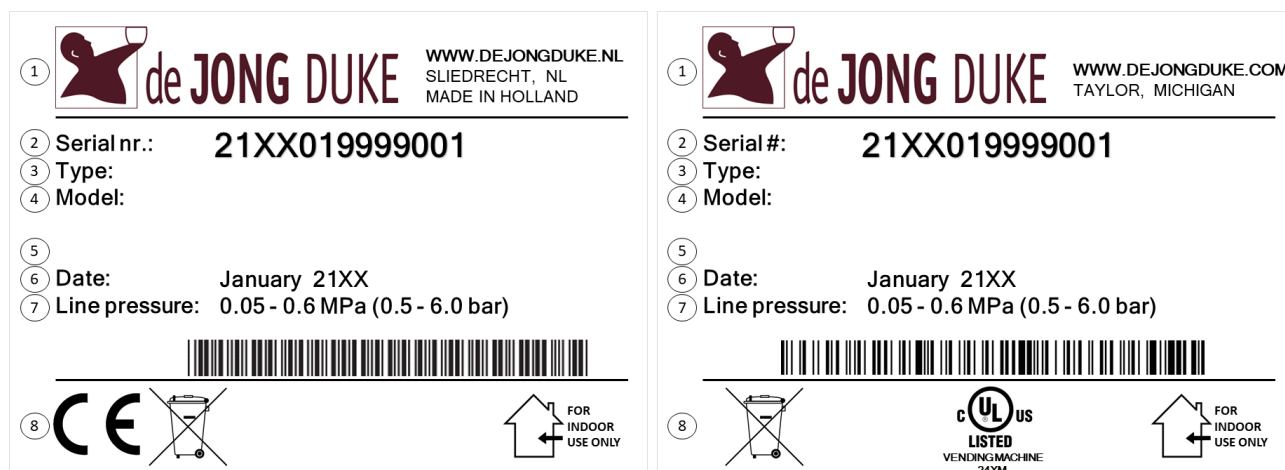 1
de JONG DUKE
WWW.DEJONGDUKE.NL
SLIEDRECHT, NL
MADE IN HOLLAND
2 Serial nr.: 21XX019999001
3 Type:
4 Model:
5
6 Date: January 21XX
7 Line pressure: 0.05 - 0.6 MPa (0.5 - 6.0 bar)
8
CE
FOR
INDOOR
USE ONLY
1
de JONG DUKE
WWW.DEJONGDUKE.COM
TAYLOR, MICHIGAN
2 Serial #: 21XX019999001
3 Type:
4 Model:
5
6 Date: January 21XX
7 Line pressure: 0.05 - 0.6 MPa (0.5 - 6.0 bar)
8
C UL US
LISTED
VENDING MACHINE
24XM
FOR
INDOOR
USE ONLY